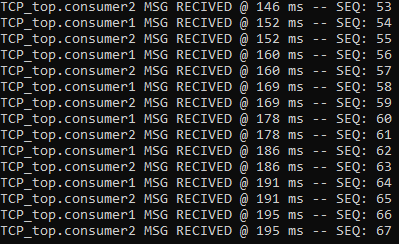 TCP_top.consumer2 MSG RECIVED @ 146 ms -- SEQ: 53
TCP_top.consumer1 MSG RECIVED @ 152 ms -- SEQ: 54
TCP_top.consumer2 MSG RECIVED @ 152 ms -- SEQ: 55
TCP_top.consumer1 MSG RECIVED @ 160 ms -- SEQ: 56
TCP_top.consumer2 MSG RECIVED @ 160 ms -- SEQ: 57
TCP_top.consumer1 MSG RECIVED @ 169 ms -- SEQ: 58
TCP_top.consumer2 MSG RECIVED @ 169 ms -- SEQ: 59
TCP_top.consumer1 MSG RECIVED @ 178 ms -- SEQ: 60
TCP_top.consumer2 MSG RECIVED @ 178 ms -- SEQ: 61
TCP_top.consumer1 MSG RECIVED @ 186 ms -- SEQ: 62
TCP_top.consumer2 MSG RECIVED @ 186 ms -- SEQ: 63
TCP_top.consumer1 MSG RECIVED @ 191 ms -- SEQ: 64
TCP_top.consumer2 MSG RECIVED @ 191 ms -- SEQ: 65
TCP_top.consumer1 MSG RECIVED @ 195 ms -- SEQ: 66
TCP_top.consumer2 MSG RECIVED @ 195 ms -- SEQ: 67